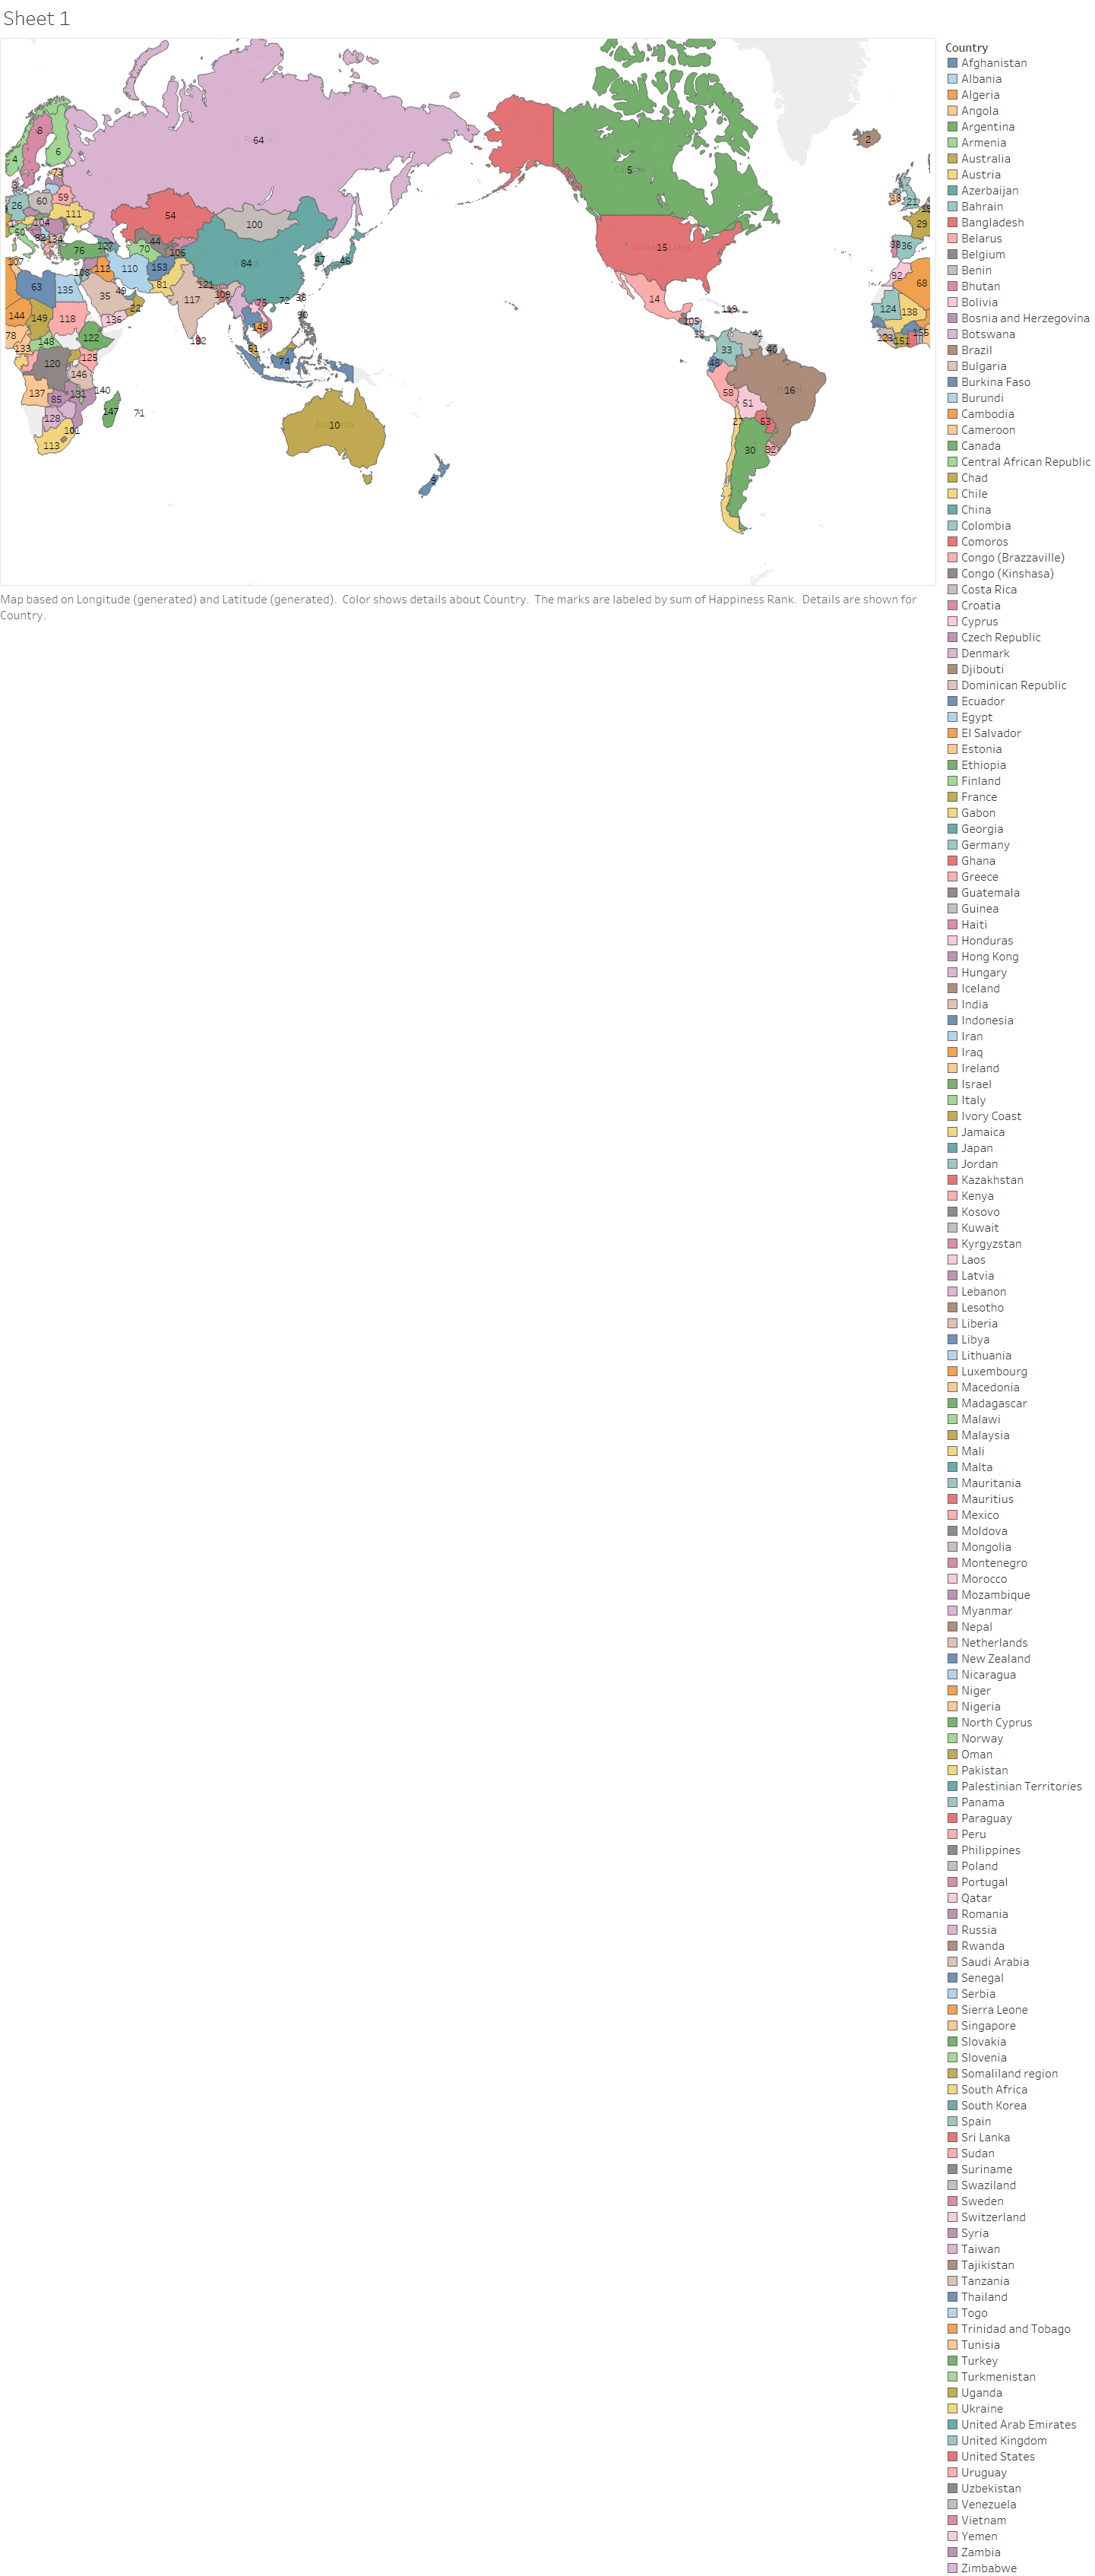 Sheet 1
64
8
6
4
5
2
73
3
60
59
111
26
104
50
54
100
84
15
76
127
44
70
106
107
63
135
108
112
110
153
81
121
117
109
35
49
22
47
46
72
38
75
90
145
61
74
144
149
118
136
78
148
122
133
120
125
146
137
85
131
140
147
71
128
101
113
10
9
14
105
119
12
41
33
40
48
58
16
51
53
27
30
32
18
21
29
36
92
68
124
138
123
151
155
Map based on Longitude (generated) and Latitude (generated). Color shows details about Country. The marks are labeled by sum of Happiness Rank. Details are shown for
Country.
Country
Afghanistan
Albania
Algeria
Angola
Argentina
Armenia
Australia
Austria
Azerbaijan
Bahrain
Bangladesh
Belarus
Belgium
Benin
Bhutan
Bolivia
Bosnia and Herzegovina
Botswana
Brazil
Bulgaria
Burkina Faso
Burundi
Cambodia
Cameroon
Canada
Central African Republic
Chad
Chile
China
Colombia
Comoros
Congo (Brazzaville)
Congo (Kinshasa)
Costa Rica
Croatia
Cyprus
Czech Republic
Denmark
Djibouti
Dominican Republic
Ecuador
Egypt
El Salvador
Estonia
Ethiopia
Finland
France
Gabon
Georgia
Germany
Ghana
Greece
Guatemala
Guinea
Haiti
Honduras
Hong Kong
Hungary
Iceland
India
Indonesia
Iran
Iraq
Ireland
Israel
Italy
Ivory Coast
Jamaica
Japan
Jordan
Kazakhstan
Kenya
Kosovo
Kuwait
Kyrgyzstan
Laos
Latvia
Lebanon
Lesotho
Liberia
Libya
Lithuania
Luxembourg
Macedonia
Madagascar
Malawi
Malaysia
Mali
Malta
Mauritania
Mauritius
Mexico
Moldova
Mongolia
Montenegro
Morocco
Mozambique
Myanmar
Nepal
Netherlands
New Zealand
Nicaragua
Niger
Nigeria
North Cyprus
Norway
Oman
Pakistan
Palestinian Territories
Panama
Paraguay
Peru
Philippines
Poland
Portugal
Qatar
Romania
Russia
Rwanda
Saudi Arabia
Senegal
Serbia
Sierra Leone
Singapore
Slovakia
Slovenia
Somaliland region
South Africa
South Korea
Spain
Sri Lanka
Sudan
Suriname
Swaziland
Sweden
Switzerland
Syria
Taiwan
Tajikistan
Tanzania
Thailand
Togo
Trinidad and Tobago
Tunisia
Turkey
Turkmenistan
Uganda
Ukraine
United Arab Emirates
United Kingdom
United States
Uruguay
Uzbekistan
Venezuela
Vietnam
Yemen
Zambia
Zimbabwe